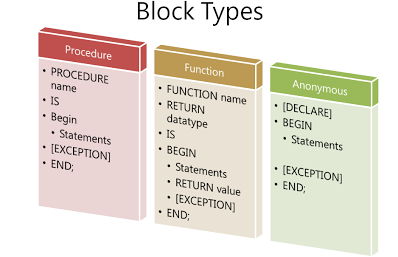 Block Types
Procedure
• PROCEDURE
name
• IS
• Begin
• Statements
• [EXCEPTION]
• END;
Function
• FUNCTION name
• RETURN
datatype
• IS
• BEGIN
• Statements
• RETURN value
• [EXCEPTION]
• END;
Anonymous
• [DECLARE]
• BEGIN
• Statements
• [EXCEPTION]
• END;